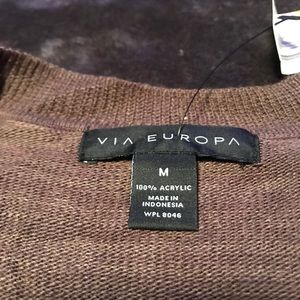 VIA EUROPA
M
100% ACRYLIC
MADE IN
INDONESIA
WPL 8046